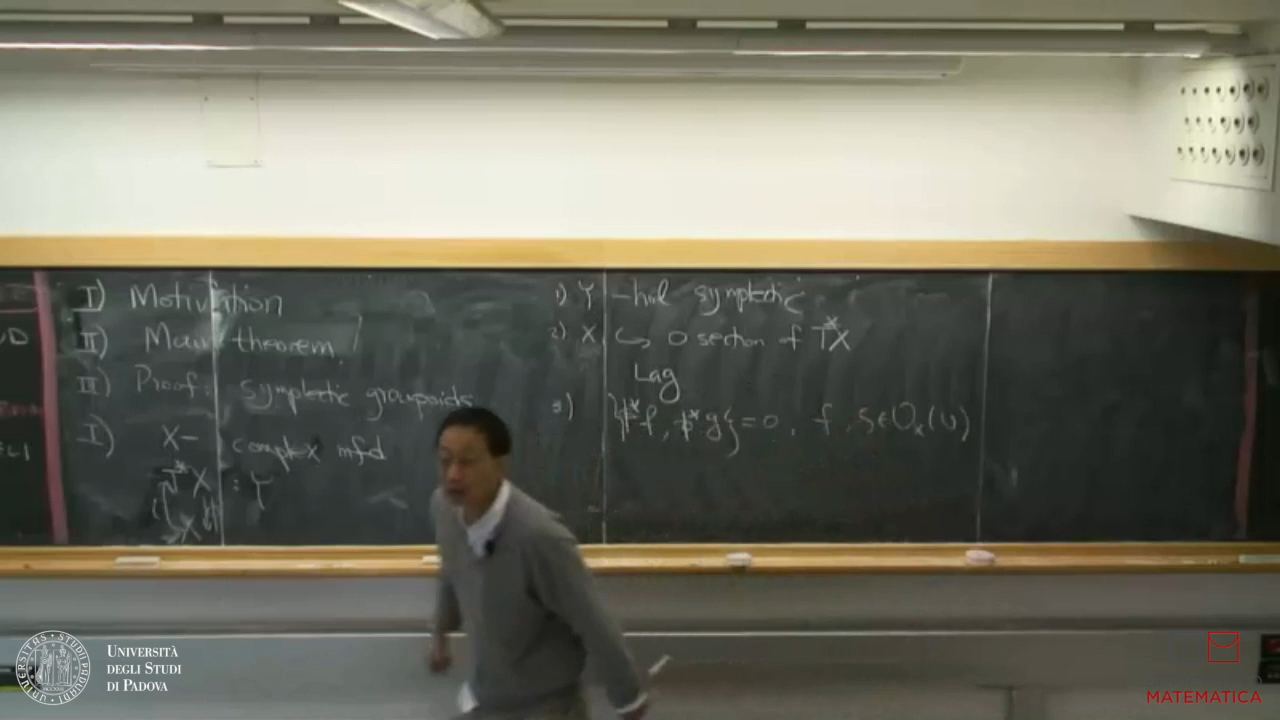 I) Motivation
II) Main theorem
III) Proof: symplectic groupoids
I) X- complex mfd
T*X : Y
X
1) Y -hol symplectic
2) X ↪ 0 section of T*X
Lag
3) {p*f, p*g}=0, f, g∈O_X(U)
UNIVERSITÀ
DEGLI STUDI
DI PADOVA
MATEMATICA